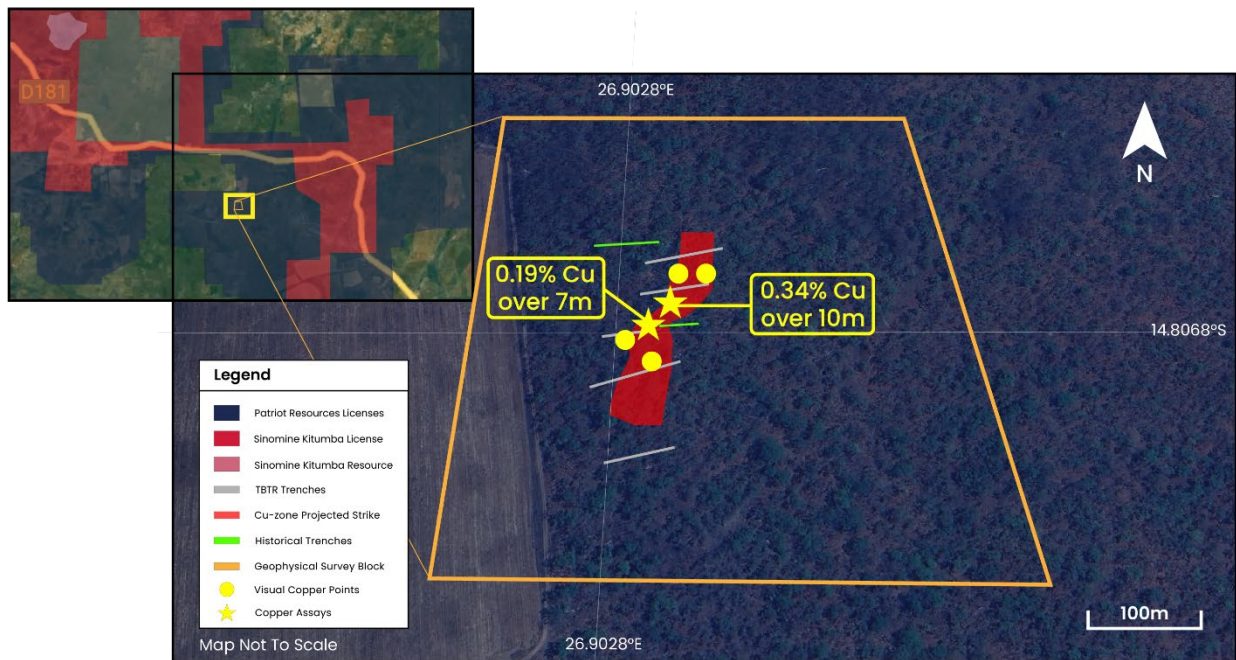 D181
26.9028°E
N
0.19% Cu
over 7m
0.34% Cu
over 10m
14.8068°S
Legend
Patriot Resources Licenses
Sinomine Kitumba License
Sinomine Kitumba Resource
TBTR Trenches
Cu-zone Projected Strike
Historical Trenches
Geophysical Survey Block
Visual Copper Points
Copper Assays
100m
Map Not To Scale
26.9028°E